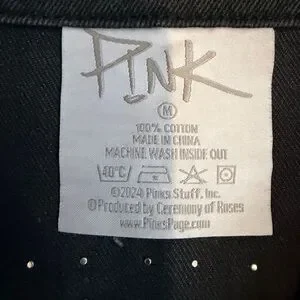 P!NK
M
100% COTTON
MADE IN CHINA
MACHINE WASH INSIDE OUT
40°C
©2024 Pinks Stuff, Inc.
©Produced by Ceremony of Roses
www.PinksPage.com